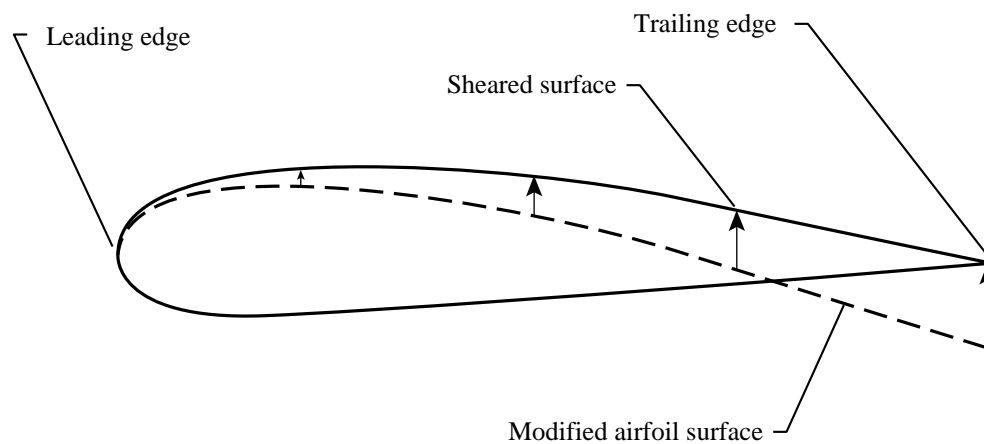 Trailing edge
Leading edge
Sheared surface
Modified airfoil surface